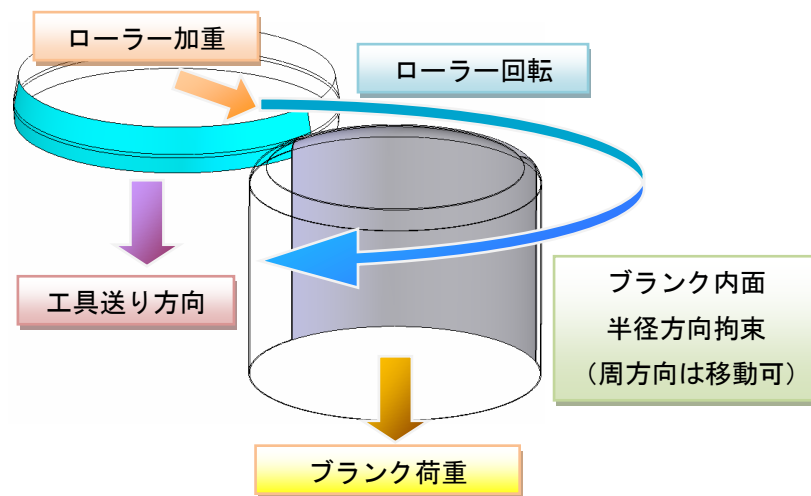 ローラー加重
ローラー回転
工具送り方向
ブランク内面
半径方向拘束
（周方向は移動可）
ブランク荷重